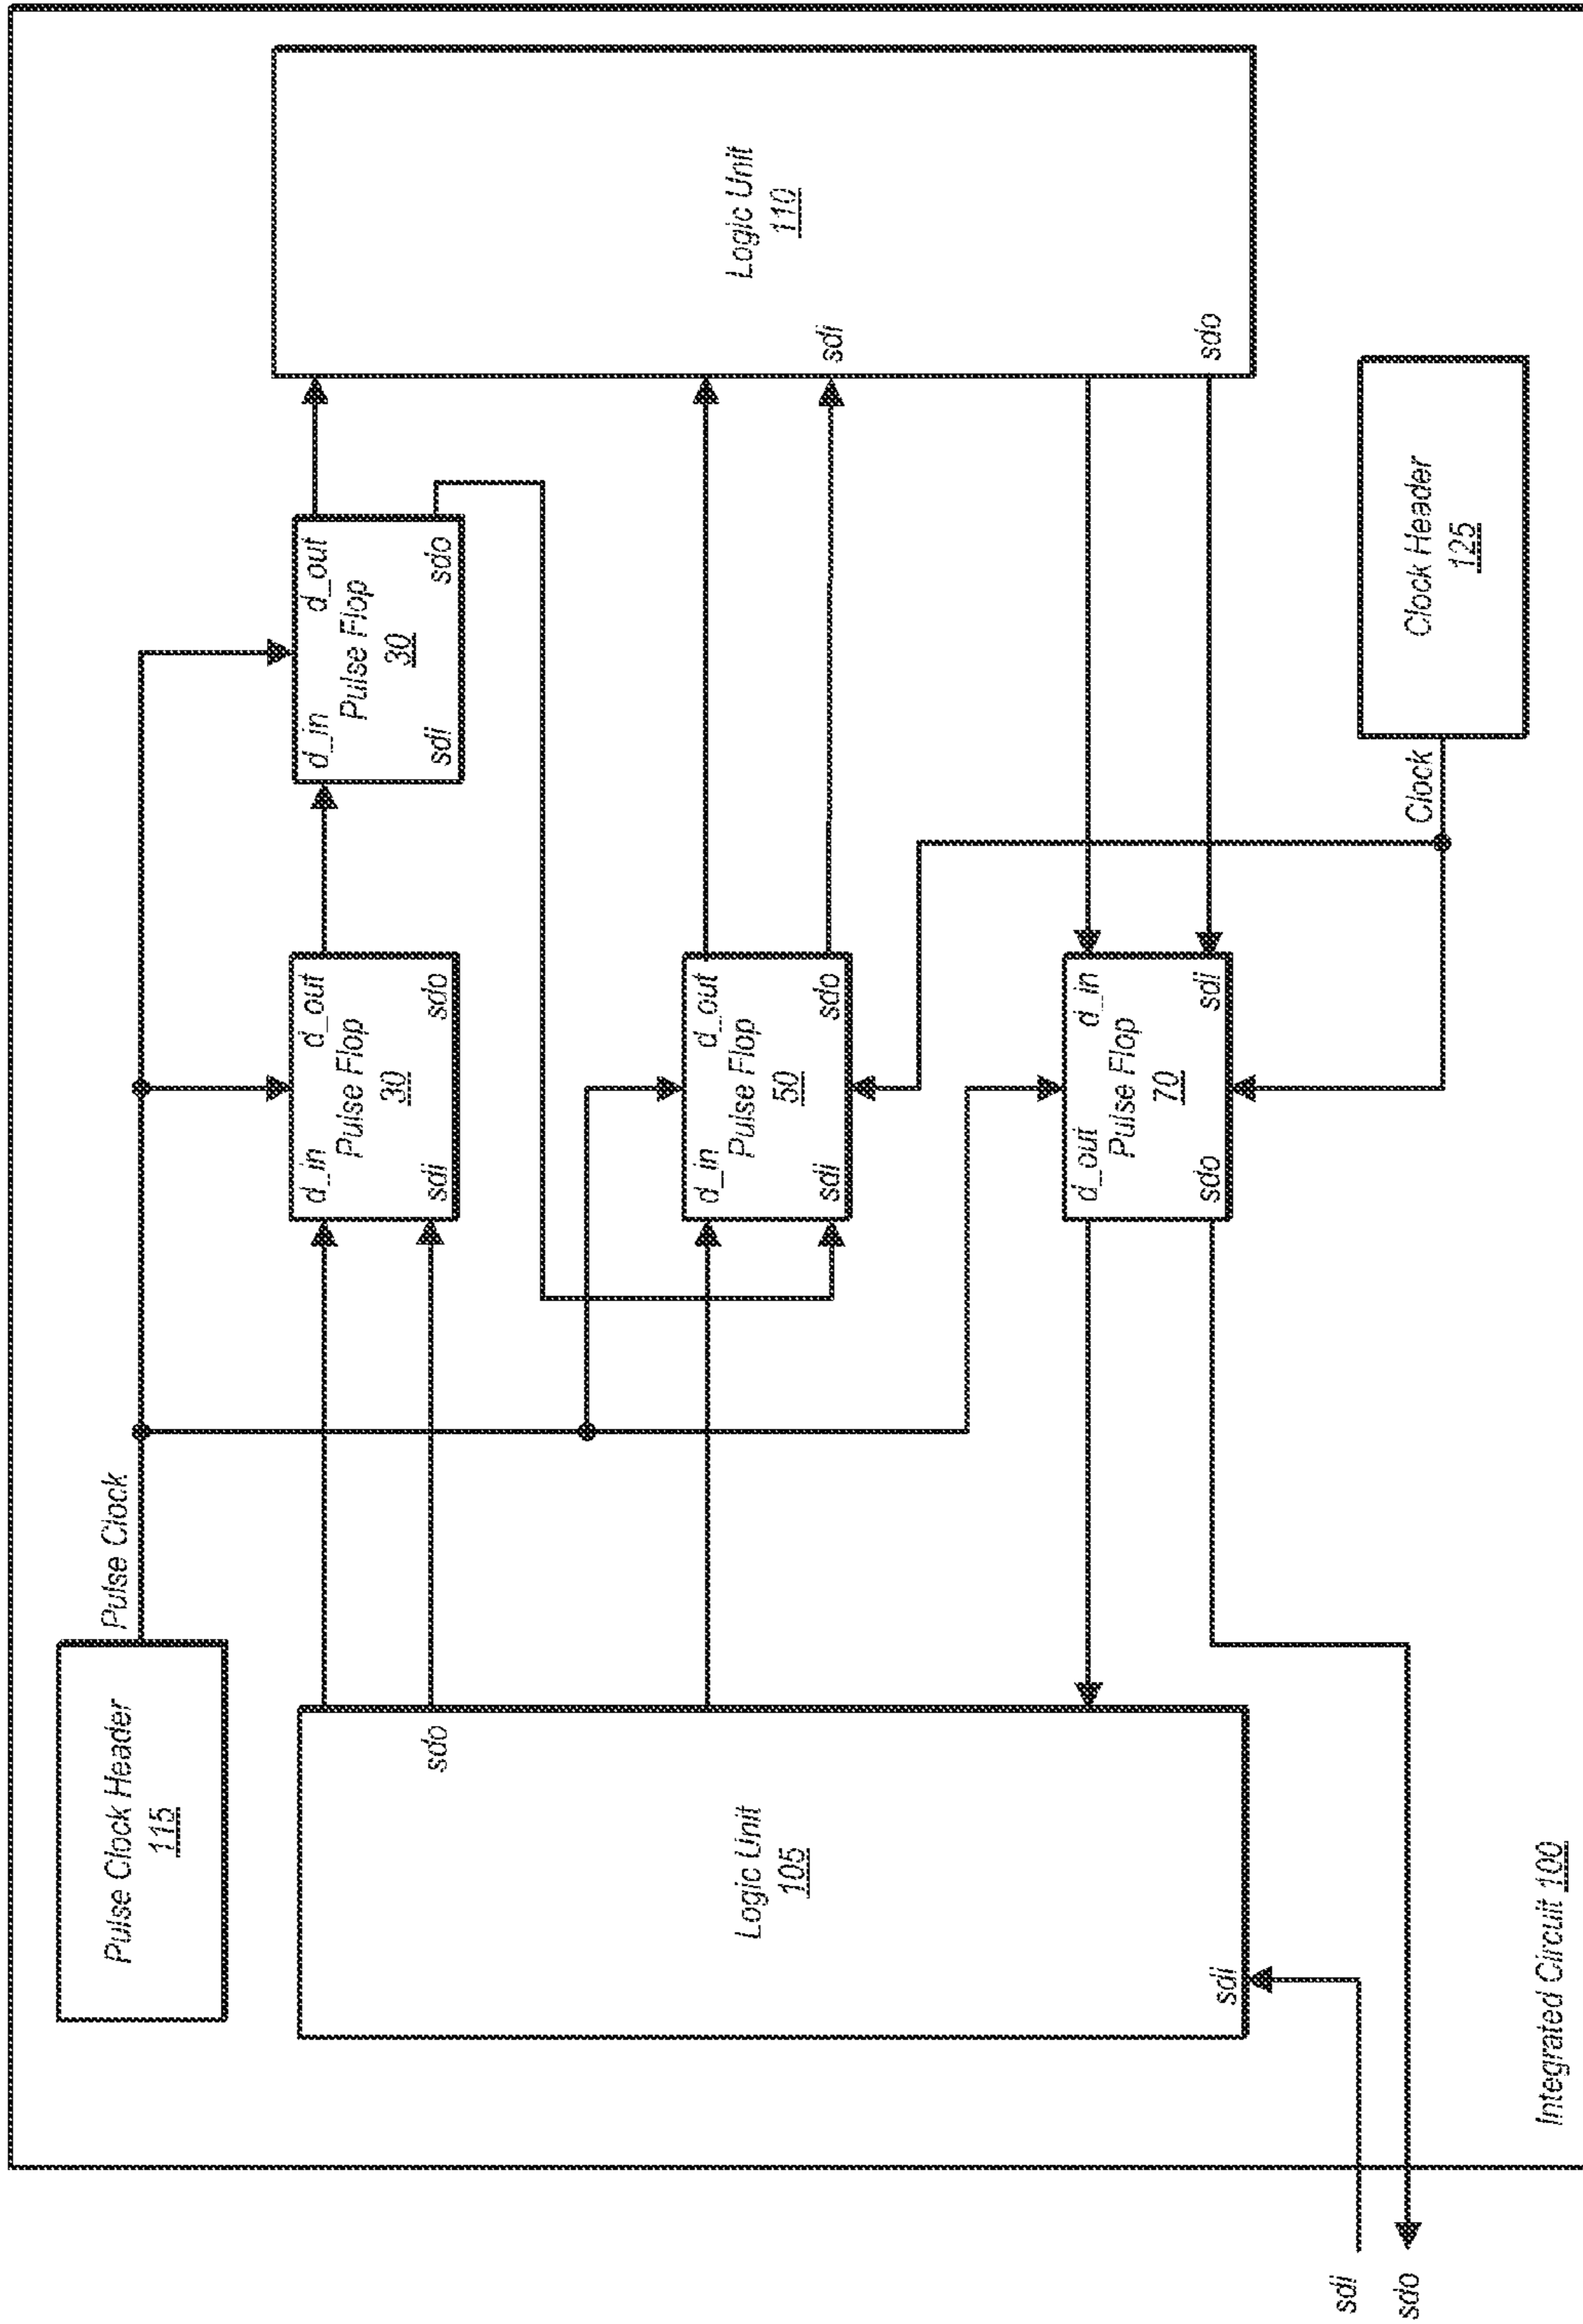 Pulse Clock Header
115
Pulse Clock
Logic Unit
105
sdo
sdi
d_in
d_out
Pulse Flop
30
sdi
sdo
d_in
d_out
Pulse Flop
30
sdi
sdo
d_in
d_out
Pulse Flop
50
sdi
sdo
d_out
d_in
Pulse Flop
70
sdo
sdi
Logic Unit
110
sdi
sdo
Clock
Clock Header
125
sdi
sdo
Integrated Circuit 100